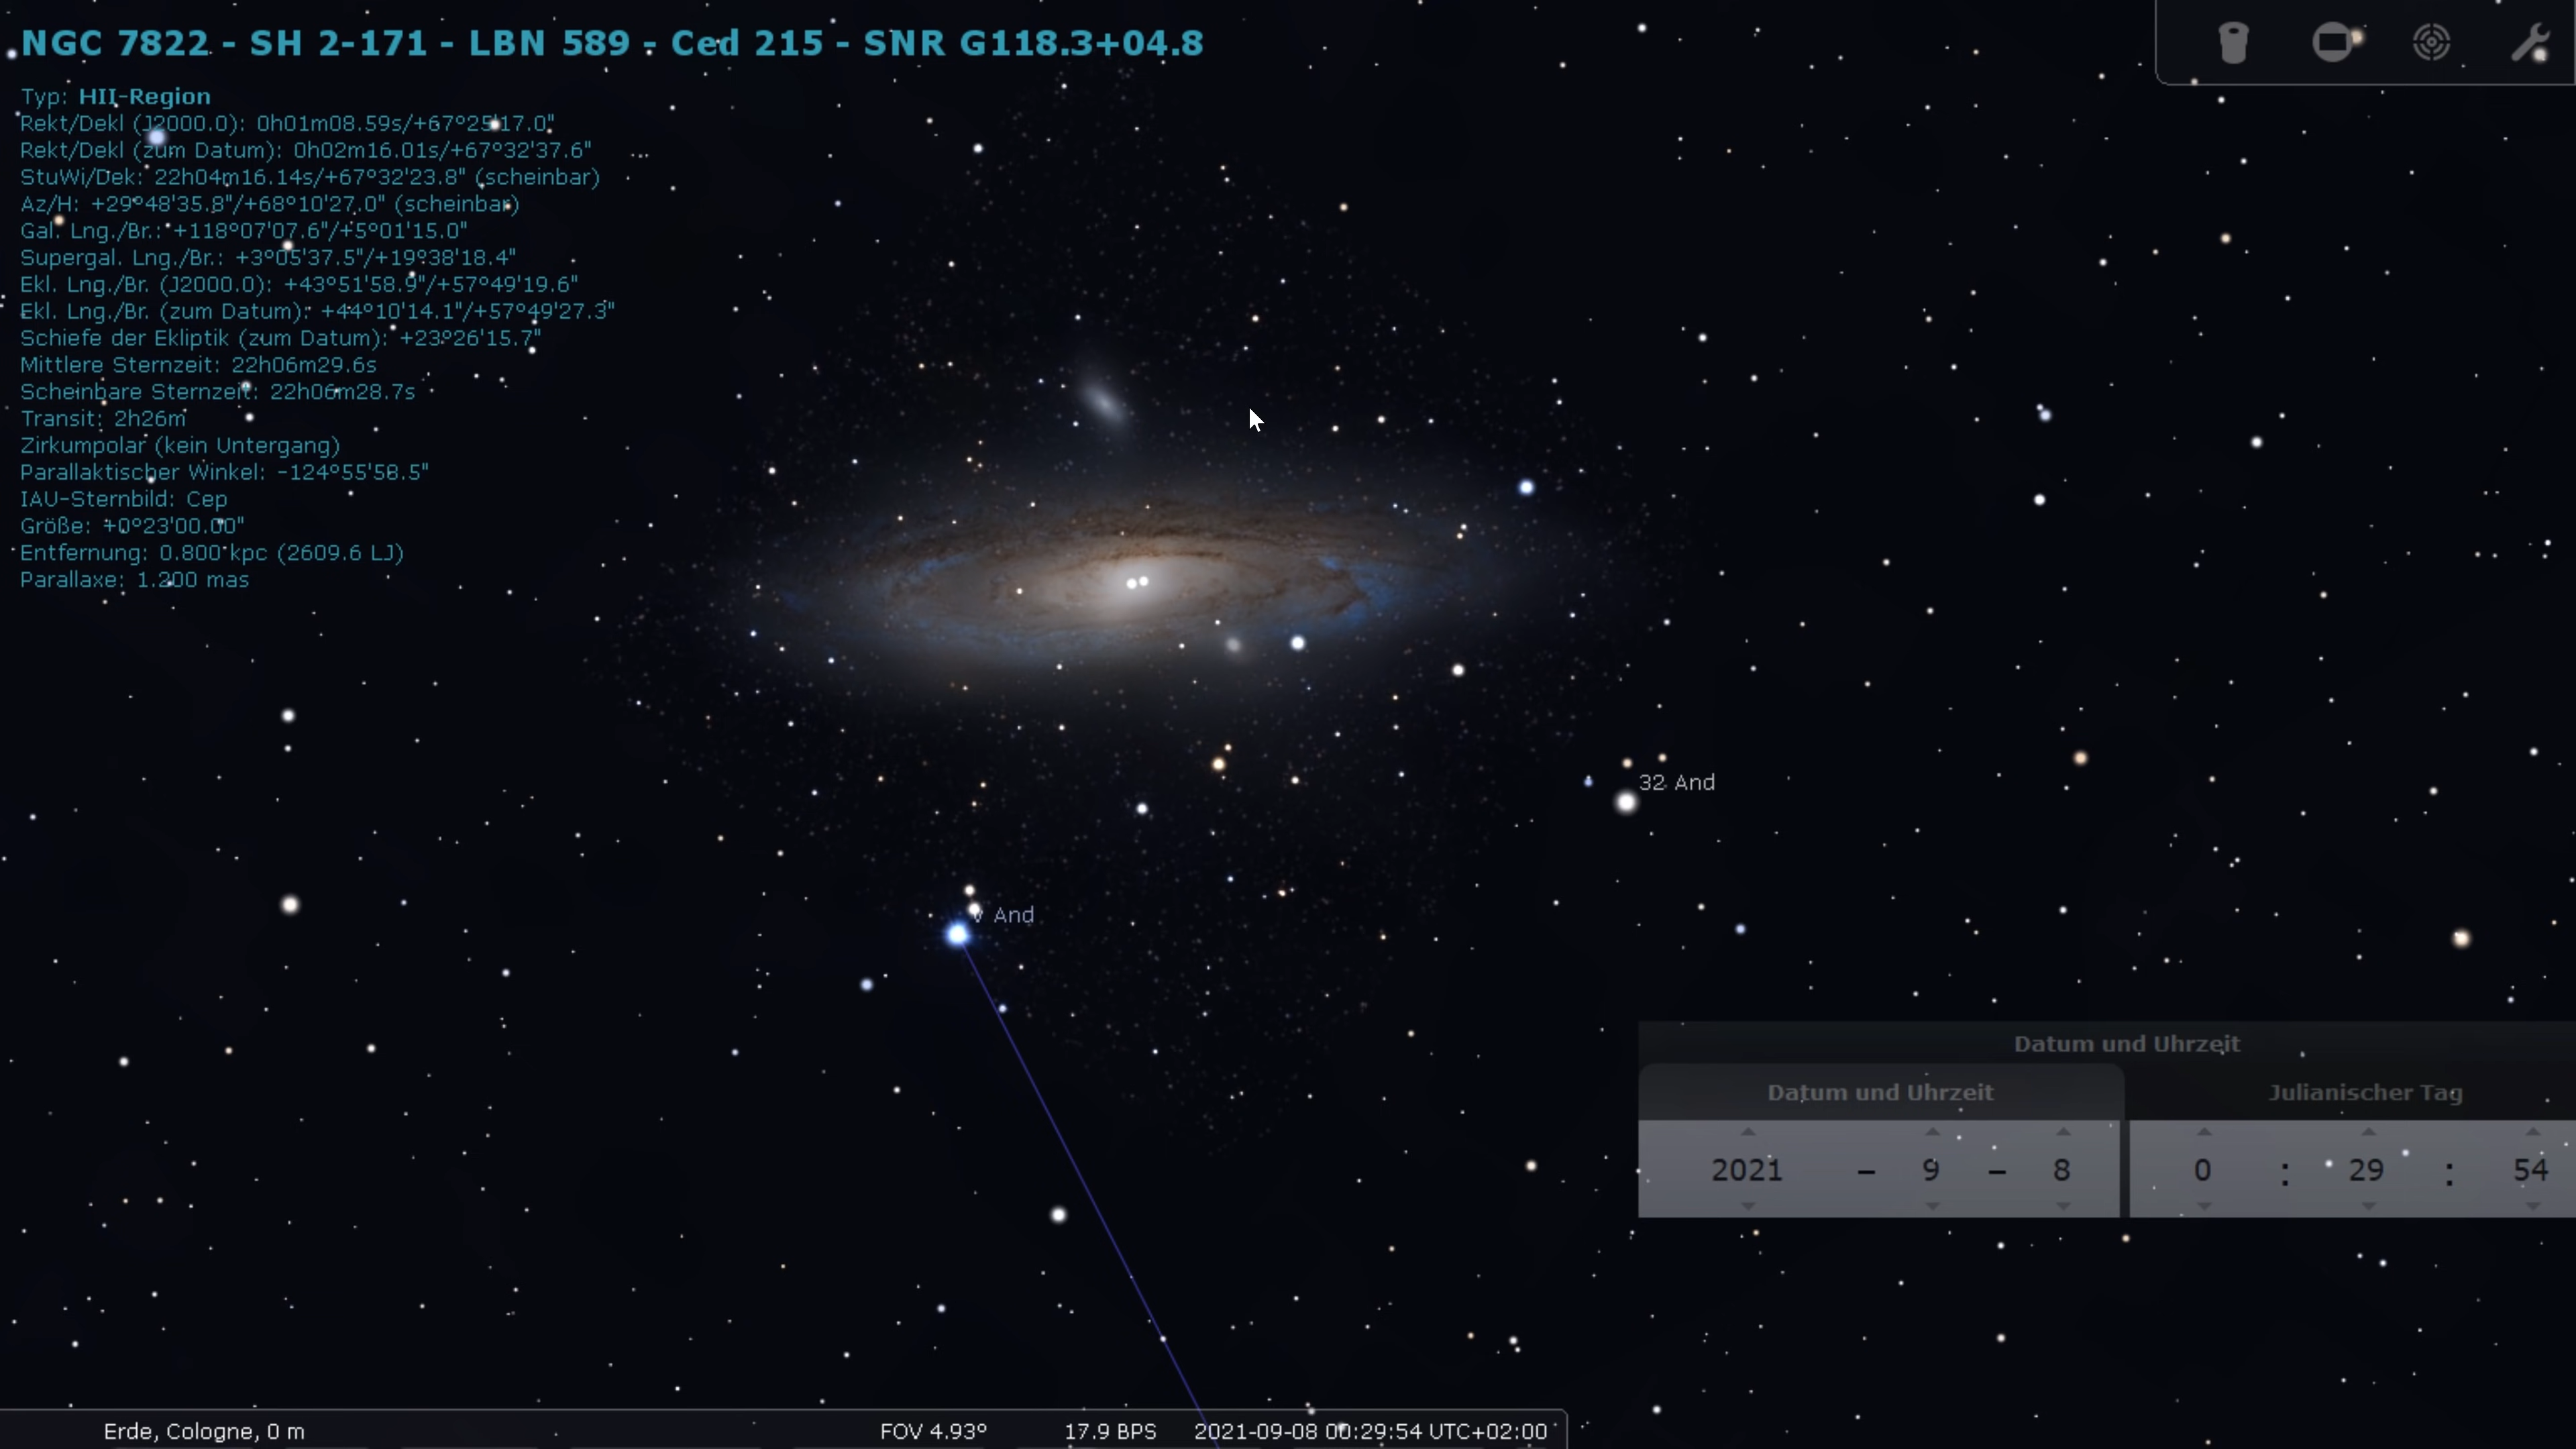 NGC 7822 - SH 2-171 - LBN 589 - Ced 215 - SNR G118.3+04.8
Typ: HII-Region
Rekt/Dekl (J2000.0): 0h01m08.59s/+67°25'17.0"
Rekt/Dekl (zum Datum): 0h02m16.01s/+67°32'37.6"
StuWi/Dek: 22h04m16.14s/+67°32'23.8" (scheinbar)
Az/H: +29°48'35.8"/+68°10'27.0" (scheinbar)
Gal. Lng./Br.: +118°07'07.6"/+5°01'15.0"
Supergal. Lng./Br.: +3°05'37.5"/+19°38'18.4"
Ekl. Lng./Br. (J2000.0): +43°51'58.9"/+57°49'19.6"
Ekl. Lng./Br. (zum Datum): +44°10'14.1"/+57°49'27.3"
Schiefe der Ekliptik (zum Datum): +23°26'15.7"
Mittlere Sternzeit: 22h06m29.6s
Scheinbare Sternzeit: 22h06m28.7s
Transit: 2h26m
Zirkumpolar (kein Untergang)
Parallaktischer Winkel: -124°55'58.5"
IAU-Sternbild: Cep
Größe: +0°23'00.00"
Entfernung: 0.800 kpc (2609.6 LJ)
Parallaxe: 1.200 mas
32 And
ν And
Datum und Uhrzeit
Datum und Uhrzeit Julianischer Tag
2021 - 9 - 8 0 : 29 : 54
Erde, Cologne, 0 m FOV 4.93° 17.9 BPS 2021-09-08 00:29:54 UTC+02:00